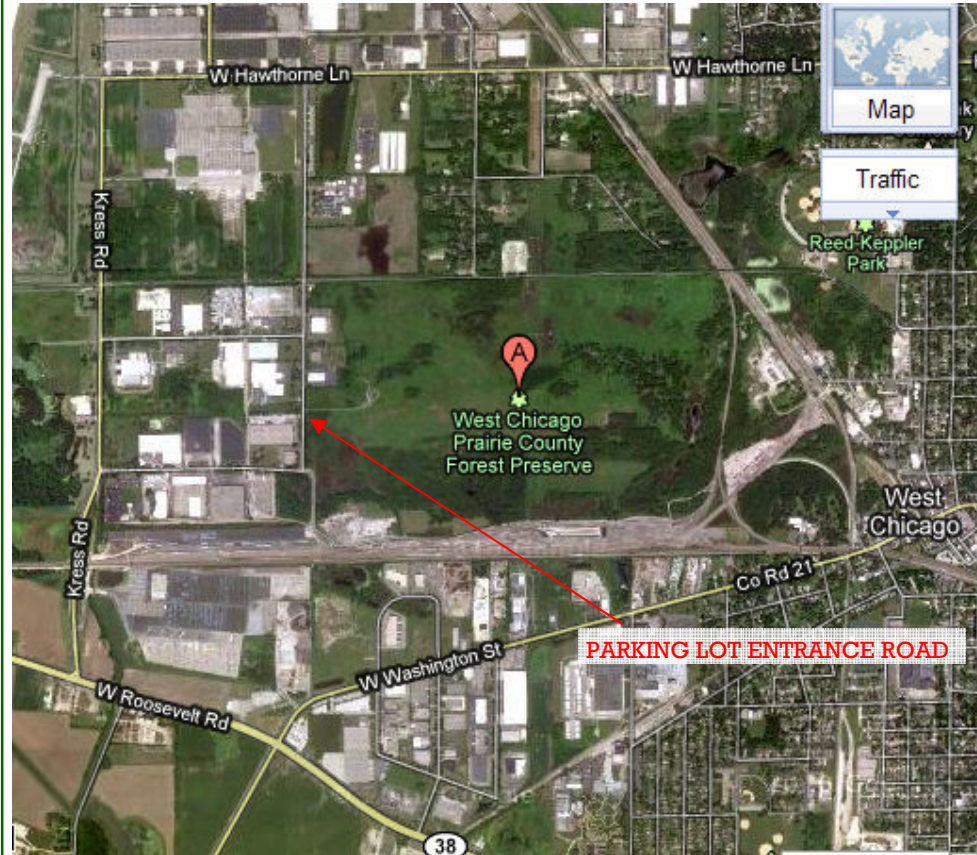 W Hawthorne Ln
W Hawthorne Ln
Map
Traffic
Kress Rd
Reed-Keppler
Park
A
West Chicago
Prairie County
Forest Preserve
West
Chicago
Kress Rd
Co Rd 21
PARKING LOT ENTRANCE ROAD
W Washington St
W Roosevelt Rd
38